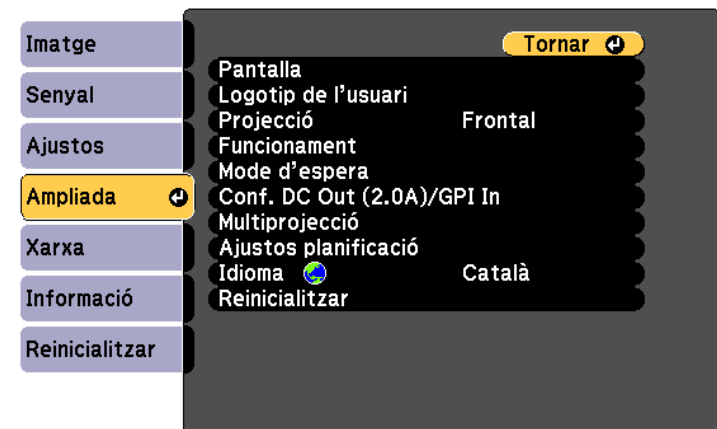 Imatge
Senyal
Ajustos
Ampliada
Xarxa
Informació
Reinicialitzar
Tornar
Pantalla
Logotip de l'usuari
Projecció Frontal
Funcionament
Mode d'espera
Conf. DC Out (2.0A)/GPI In
Multiprojecció
Ajustos planificació
Idioma Català
Reinicialitzar